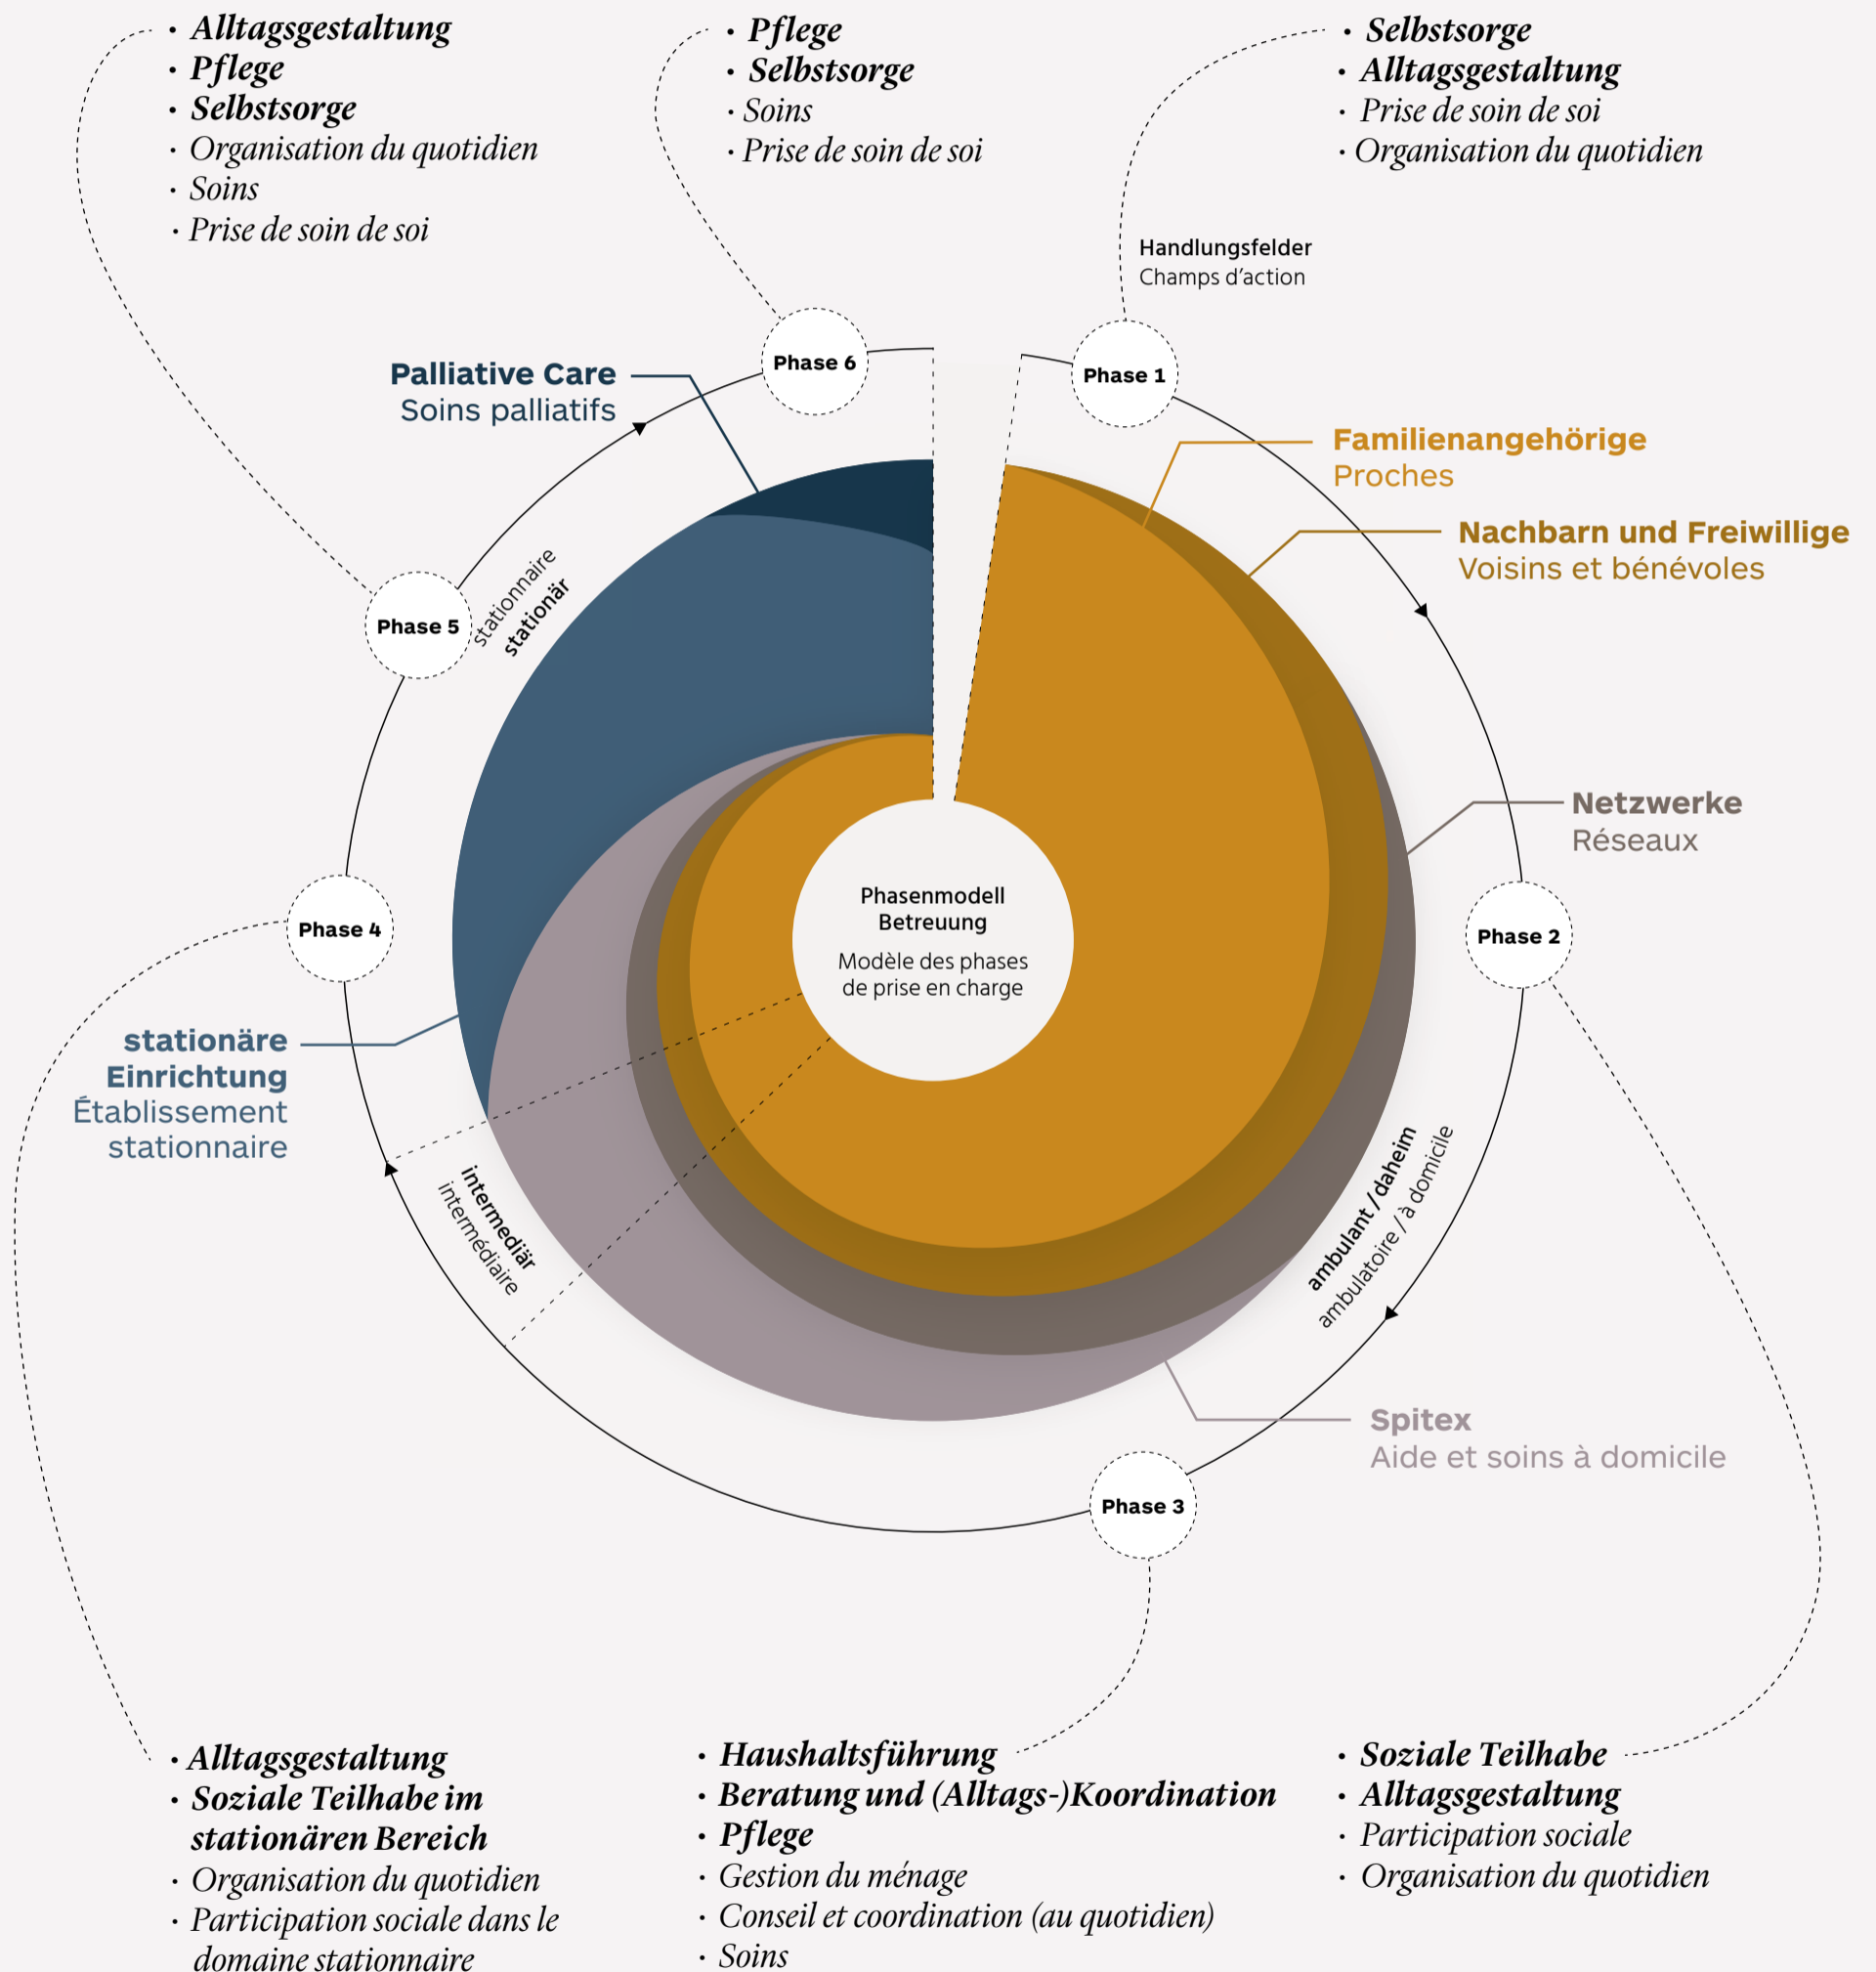 · Alltagsgestaltung
· Pflege
· Selbstsorge
· Organisation du quotidien
· Soins
· Prise de soin de soi
· Pflege
· Selbstsorge
· Soins
· Prise de soin de soi
· Selbstsorge
· Alltagsgestaltung
· Prise de soin de soi
· Organisation du quotidien
Handlungsfelder
Champs d’action
Phase 6
Phase 1
Palliative Care
Soins palliatifs
Familienangehörige
Proches
Nachbarn und Freiwillige
Voisins et bénévoles
stationnaire
stationär
Phase 5
Netzwerke
Réseaux
Phasenmodell
Betreuung
Modèle des phases
de prise en charge
Phase 4
Phase 2
stationäre
Einrichtung
Établissement
stationnaire
intermediär
intermédiaire
ambulant / daheim
ambulatoire / à domicile
Spitex
Aide et soins à domicile
Phase 3
· Alltagsgestaltung
· Soziale Teilhabe im
stationären Bereich
· Organisation du quotidien
· Participation sociale dans le
domaine stationnaire
· Haushaltsführung
· Beratung und (Alltags-)Koordination
· Pflege
· Gestion du ménage
· Conseil et coordination (au quotidien)
· Soins
· Soziale Teilhabe
· Alltagsgestaltung
· Participation sociale
· Organisation du quotidien